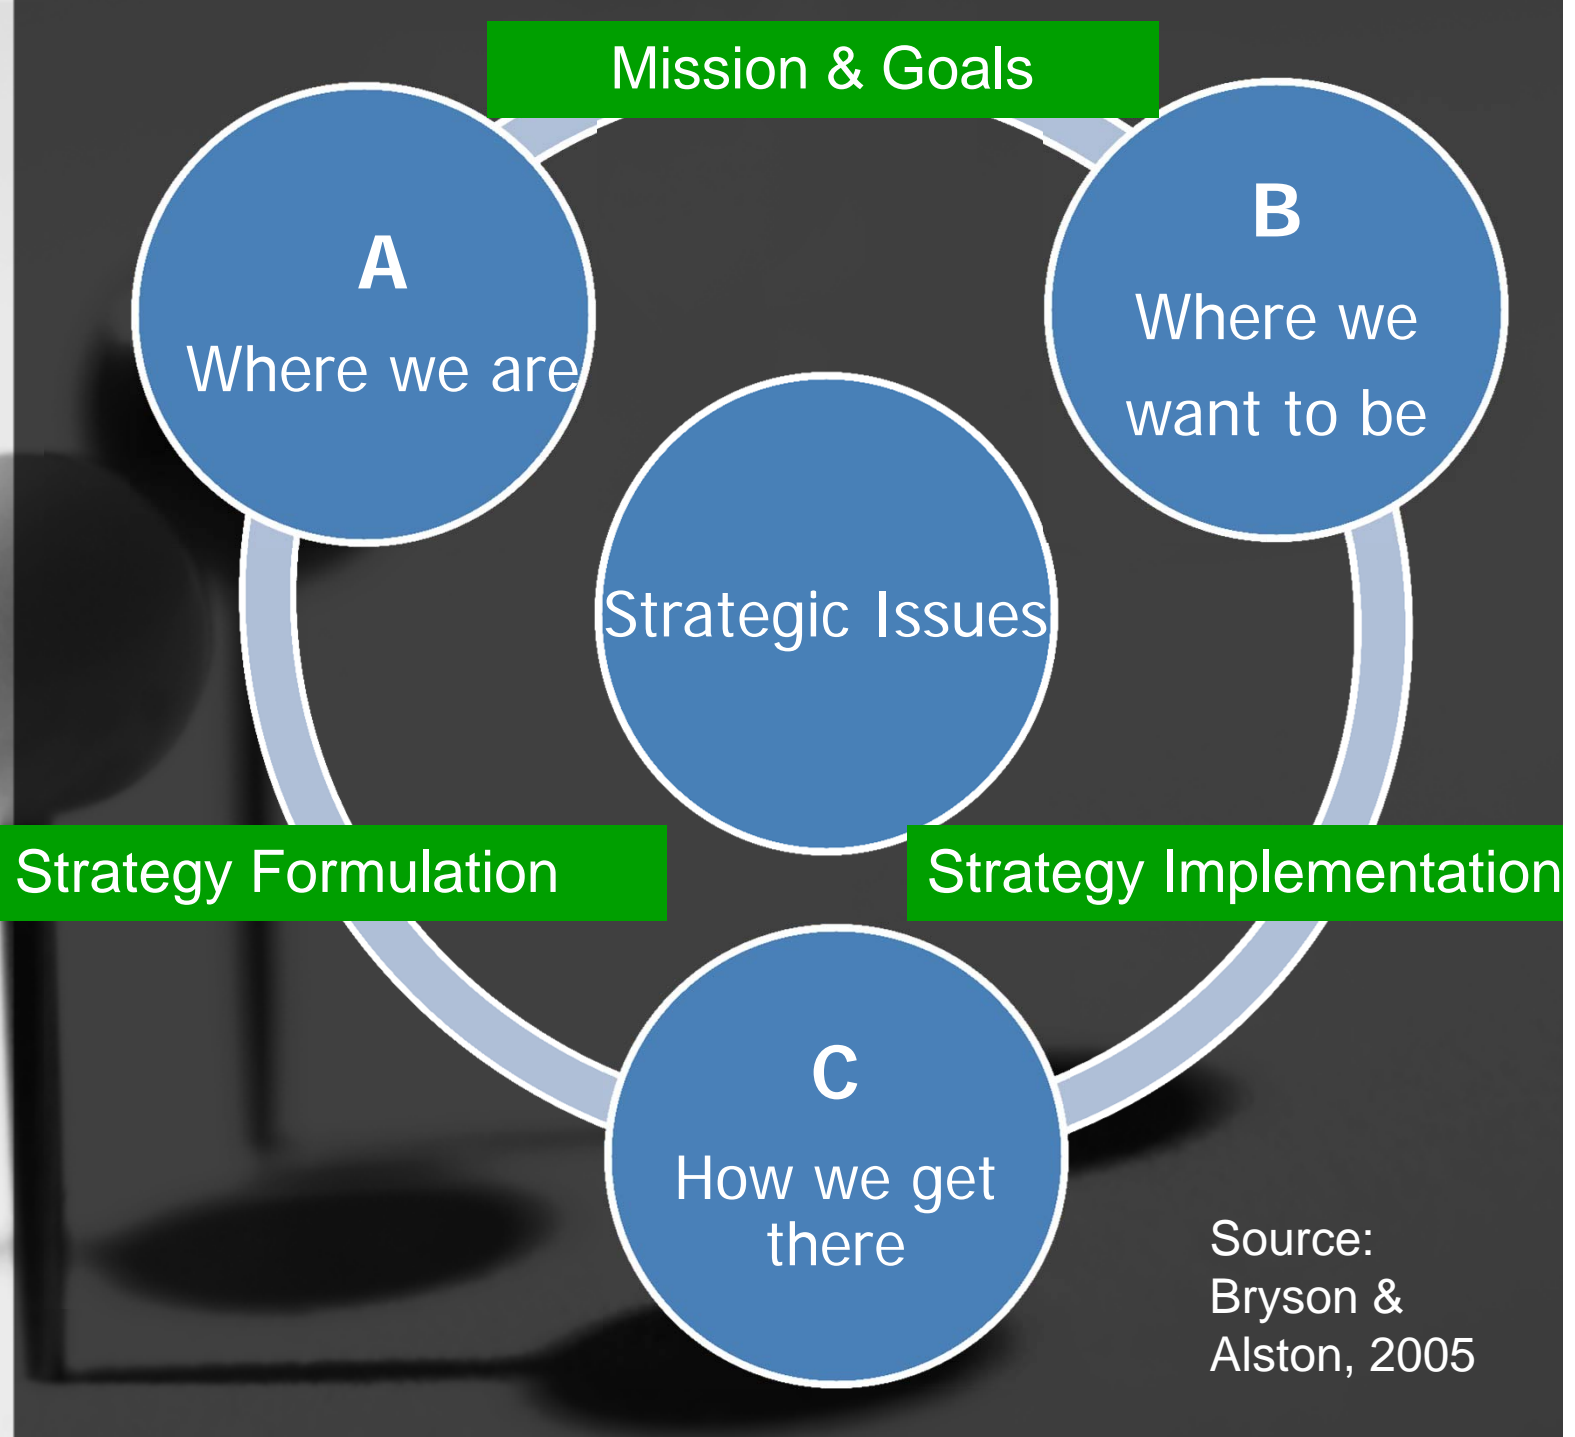 Mission & Goals
A
Where we are
B
Where we
want to be
Strategic Issues
Strategy Formulation
Strategy Implementation
C
How we get
there
Source:
Bryson &
Alston, 2005